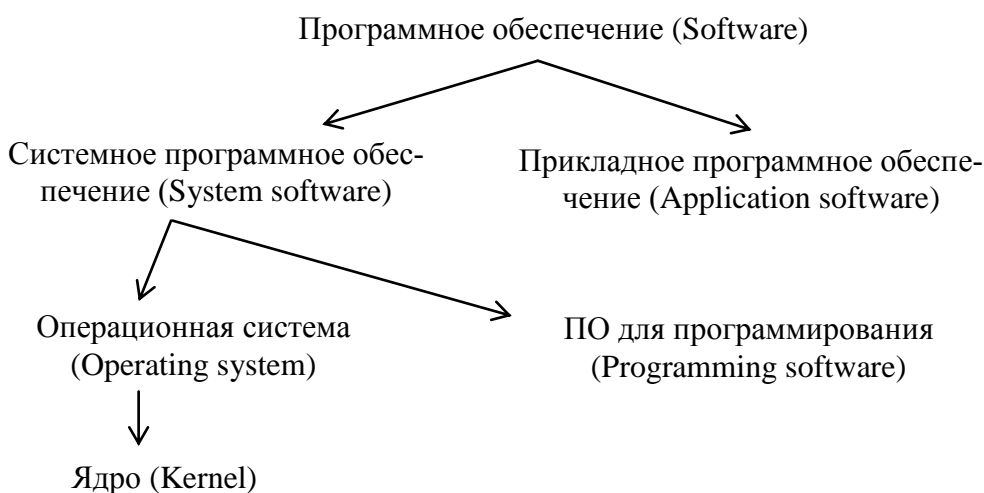 Программное обеспечение (Software)
Системное программное обес-
печение (System software)
Прикладное программное обеспе-
чение (Application software)
Операционная система
(Operating system)
ПО для программирования
(Programming software)
Ядро (Kernel)